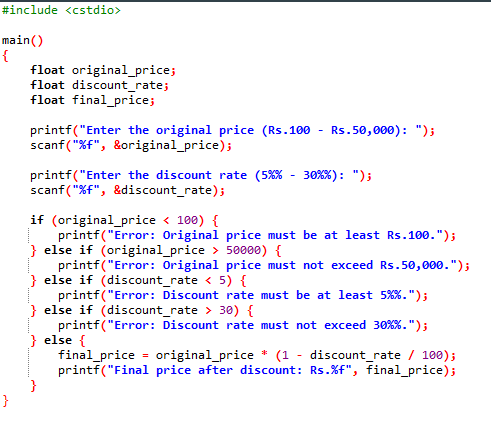 #include <cstdio>
main()
{
float original_price;
float discount_rate;
float final_price;
printf("Enter the original price (Rs.100 - Rs.50,000): ");
scanf("%f", &original_price);
printf("Enter the discount rate (5%% - 30%%): ");
scanf("%f", &discount_rate);
if (original_price < 100) {
printf("Error: Original price must be at least Rs.100.");
} else if (original_price > 50000) {
printf("Error: Original price must not exceed Rs.50,000.");
} else if (discount_rate < 5) {
printf("Error: Discount rate must be at least 5%%.");
} else if (discount_rate > 30) {
printf("Error: Discount rate must not exceed 30%%.");
} else {
final_price = original_price * (1 - discount_rate / 100);
printf("Final price after discount: Rs.%f", final_price);
}
}